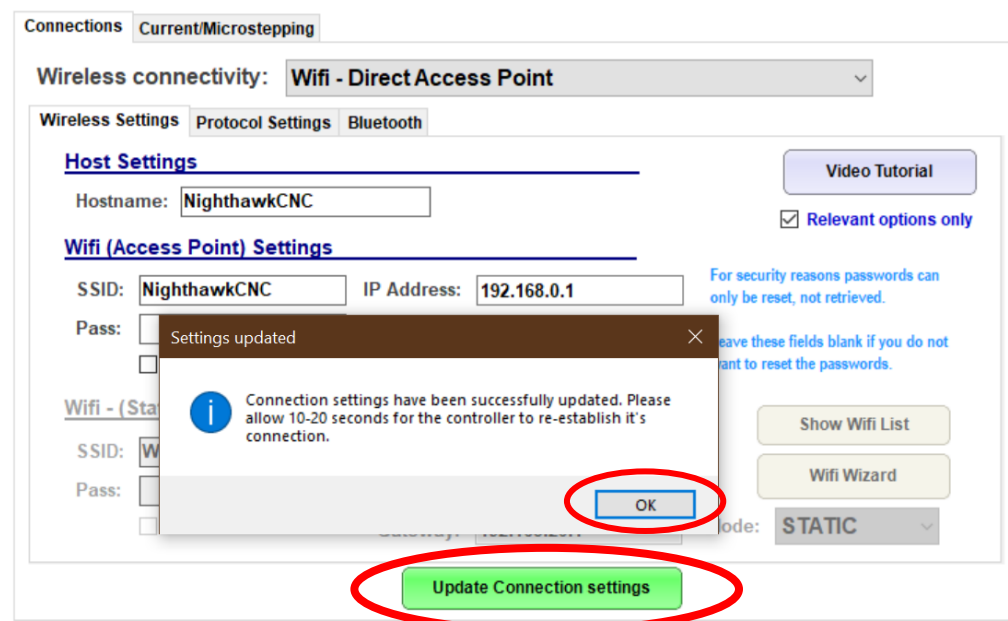 Connections Current/Microstepping
Wireless connectivity: Wifi - Direct Access Point
Wireless Settings Protocol Settings Bluetooth
Host Settings
Video Tutorial
Hostname: NighthawkCNC
Relevant options only
Wifi (Access Point) Settings
SSID: NighthawkCNC IP Address: 192.168.0.1
For security reasons passwords can
only be reset, not retrieved.
Pass:
Settings updated
these fields blank if you do not
to reset the passwords.
Connection settings have been successfully updated. Please
allow 10-20 seconds for the controller to re-establish it's
connection.
Wifi - (Sta
Show Wifi List
SSID: W
Wifi Wizard
Pass:
OK
STATIC
Update Connection settings